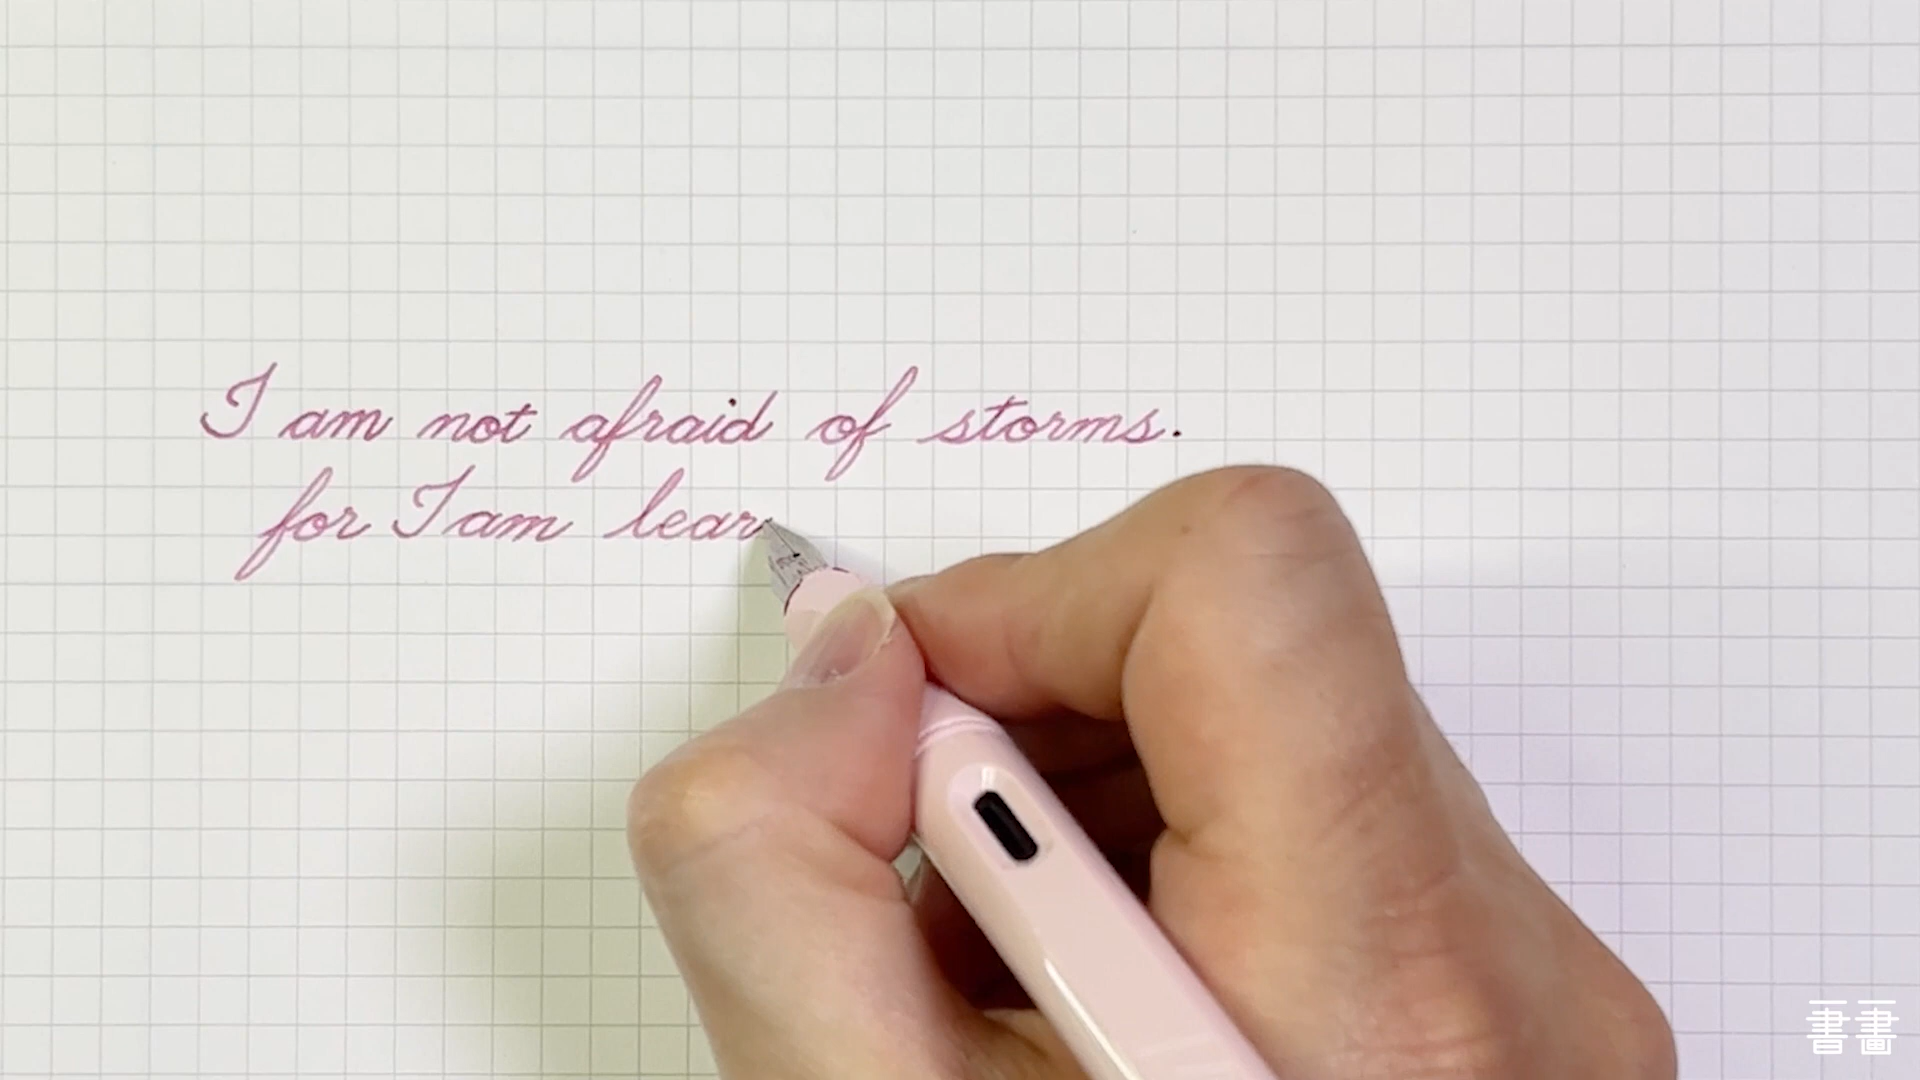 I am not afraid of storms.
for I am lear
書畫